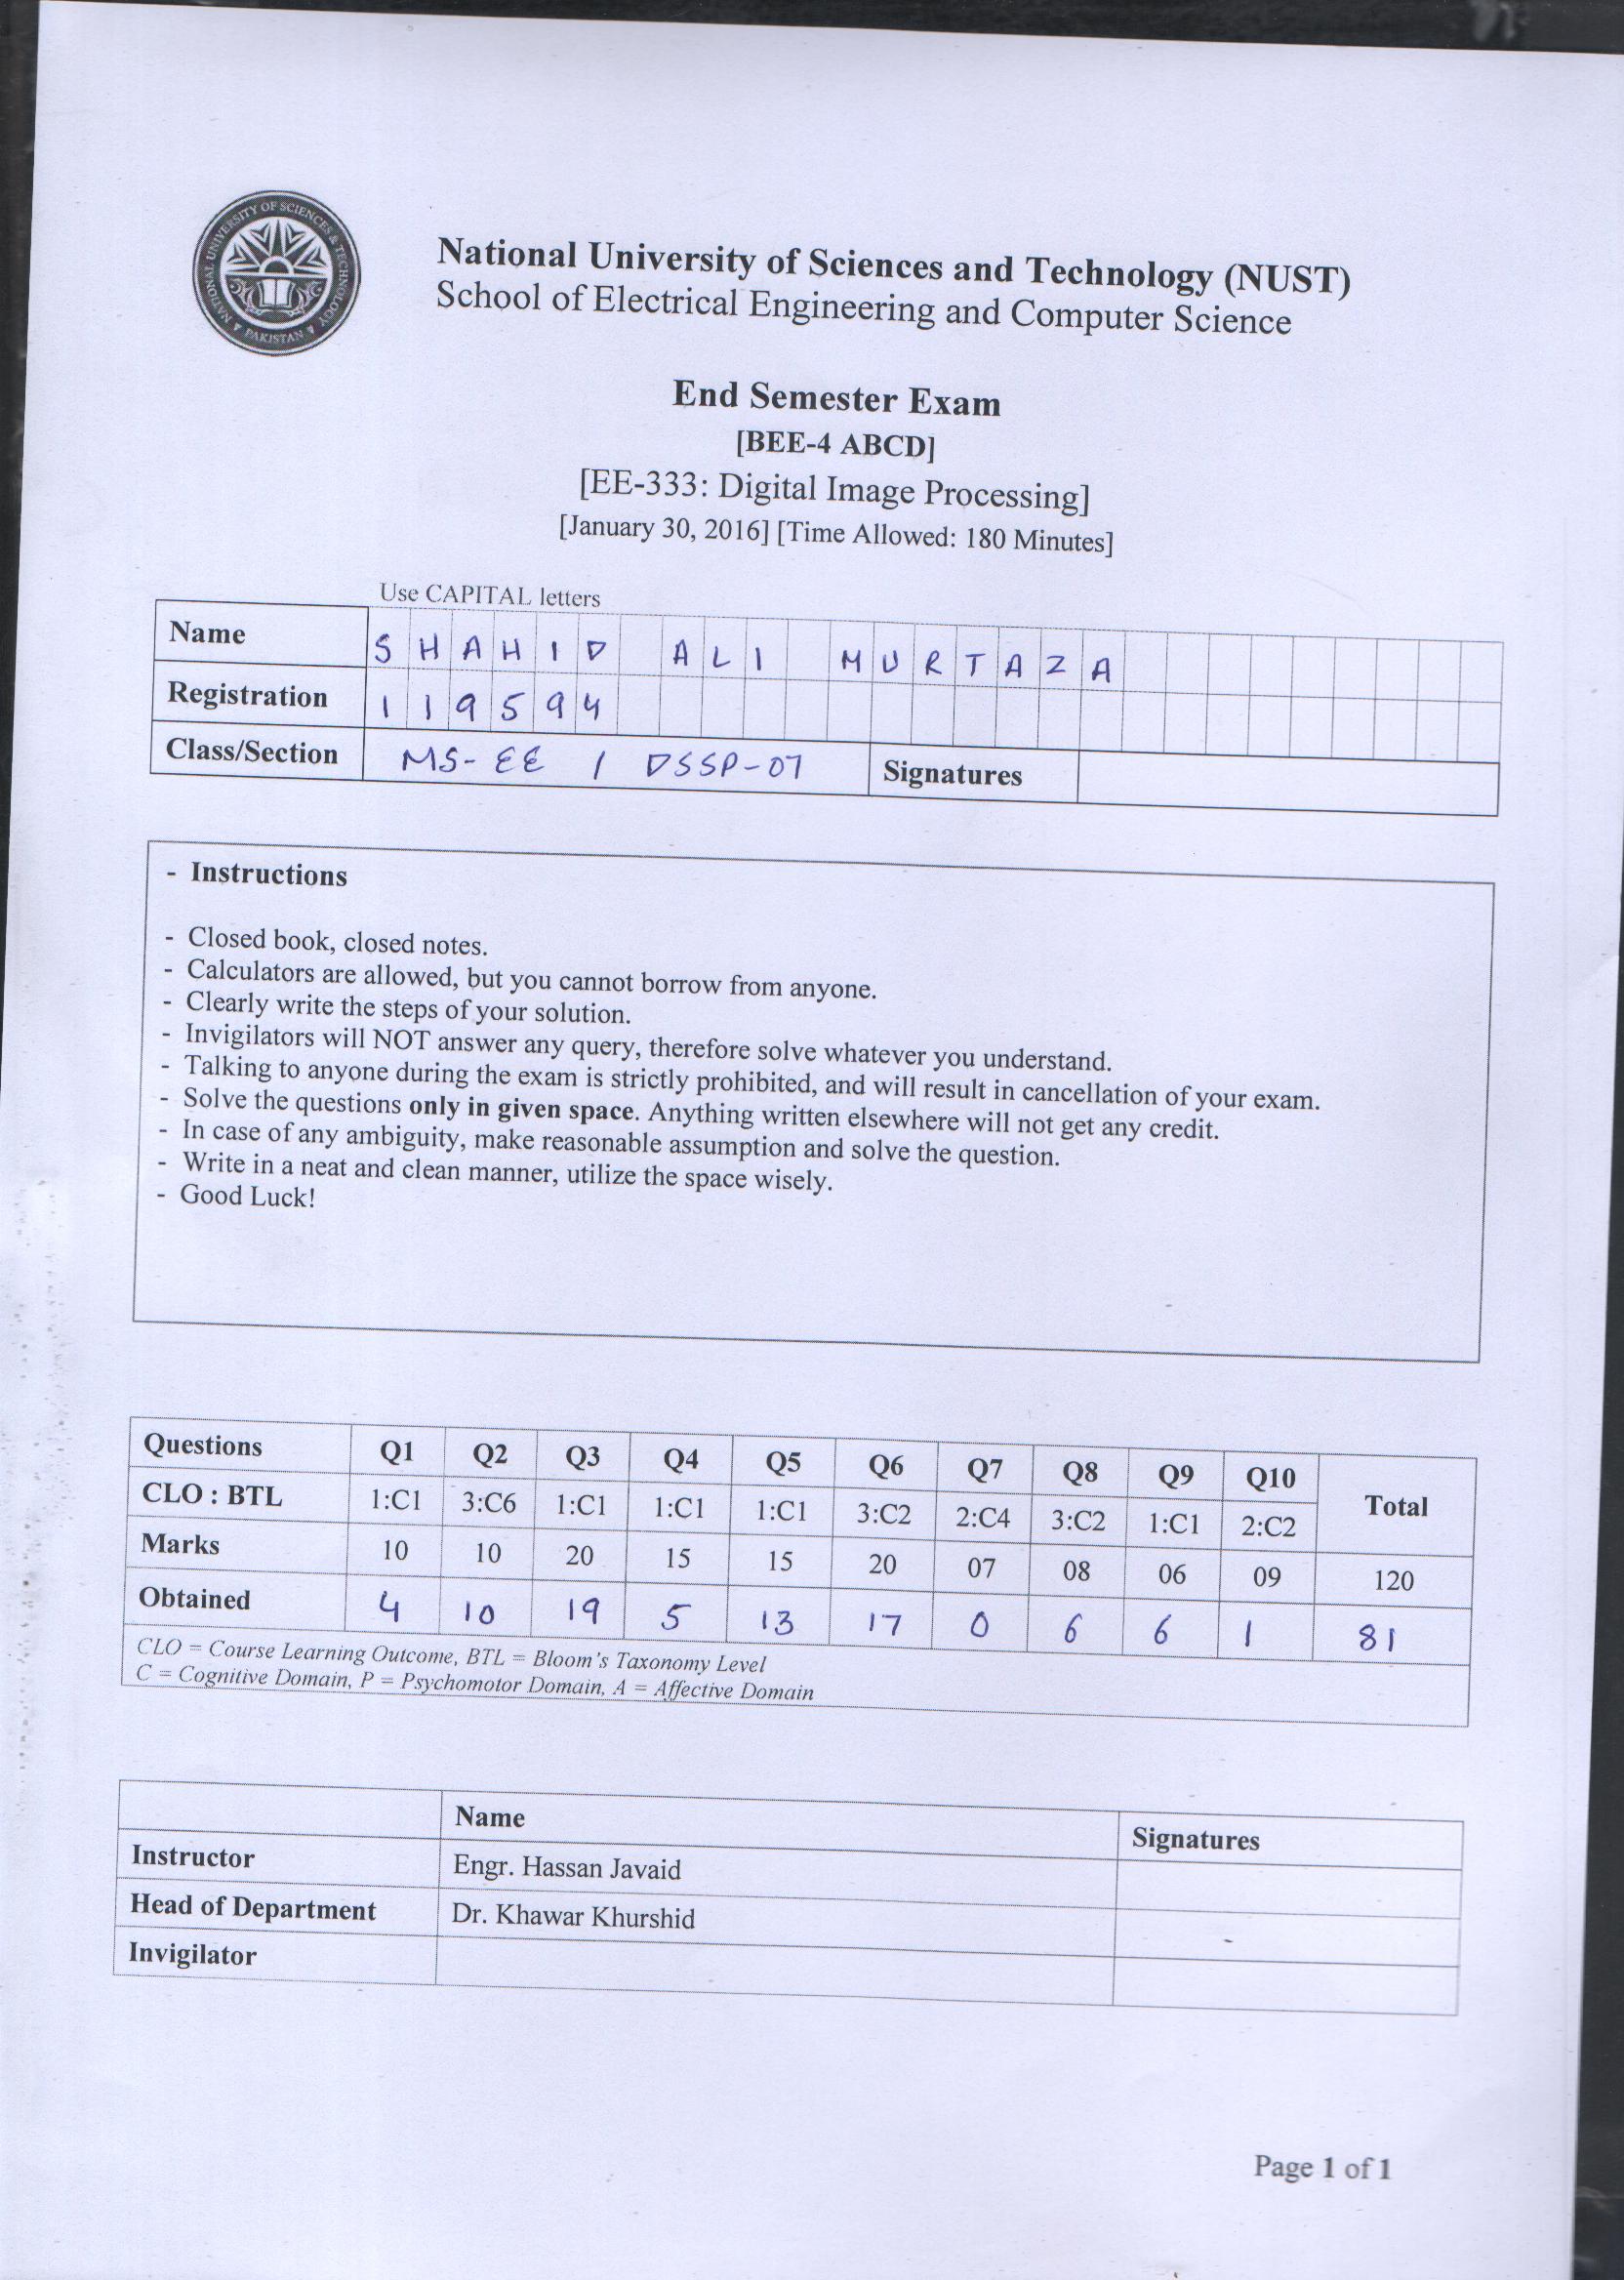 NATIONAL UNIVERSITY OF SCIENCES & TECHNOLOGY
PAKISTAN
National University of Sciences and Technology (NUST)
School of Electrical Engineering and Computer Science
End Semester Exam
[BEE-4 ABCD]
[EE-333: Digital Image Processing]
[January 30, 2016] [Time Allowed: 180 Minutes]
Use CAPITAL letters
Name SHAHID ALI MURTAZA
Registration 119594
Class/Section MS-EE / DSSP-07 Signatures
- Instructions
- Closed book, closed notes.
- Calculators are allowed, but you cannot borrow from anyone.
- Clearly write the steps of your solution.
- Invigilators will NOT answer any query, therefore solve whatever you understand.
- Talking to anyone during the exam is strictly prohibited, and will result in cancellation of your exam.
- Solve the questions only in given space. Anything written elsewhere will not get any credit.
- In case of any ambiguity, make reasonable assumption and solve the question.
- Write in a neat and clean manner, utilize the space wisely.
- Good Luck!
Questions Q1 Q2 Q3 Q4 Q5 Q6 Q7 Q8 Q9 Q10 Total
CLO : BTL 1:C1 3:C6 1:C1 1:C1 1:C1 3:C2 2:C4 3:C2 1:C1 2:C2
Marks 10 10 20 15 15 20 07 08 06 09 120
Obtained 4 10 19 5 13 17 0 6 6 1 81
CLO = Course Learning Outcome, BTL = Bloom's Taxonomy Level
C = Cognitive Domain, P = Psychomotor Domain, A = Affective Domain
Name Signatures
Instructor Engr. Hassan Javaid
Head of Department Dr. Khawar Khurshid
Invigilator
Page 1 of 1